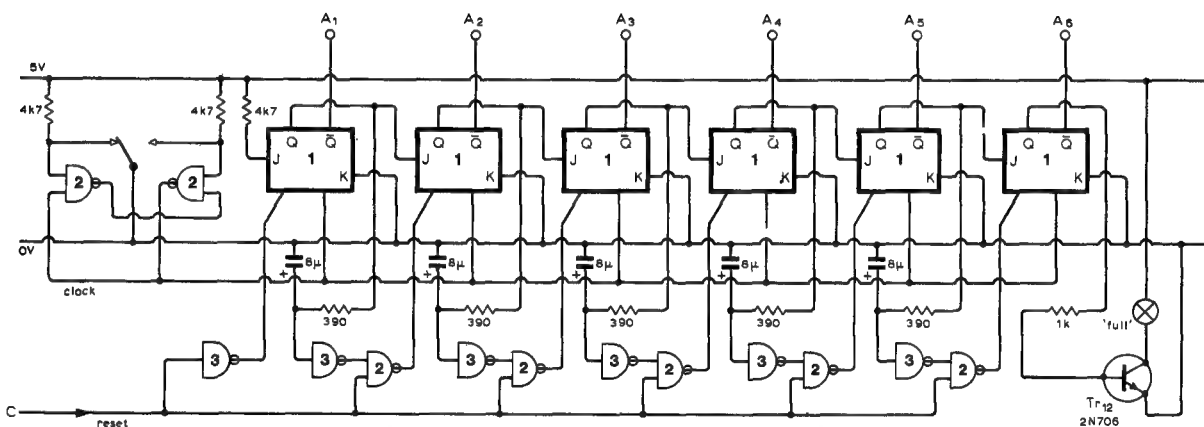 A1 A2 A3 A4 A5 A6
5V
4k7 4k7 4k7
Q Q̄ Q Q̄ Q Q̄ Q Q̄ Q Q̄ Q Q̄
J 1 J 1 J 1 J 1 J 1 J 1
K K K K K K
2 2
0V
6μ 8μ 8μ 6μ 8μ
+ + + + +
clock
390 390 390 390 390 1k 'full'
3 3 2 3 2 3 2 3 2 3 2
C reset
Tr12
2N706